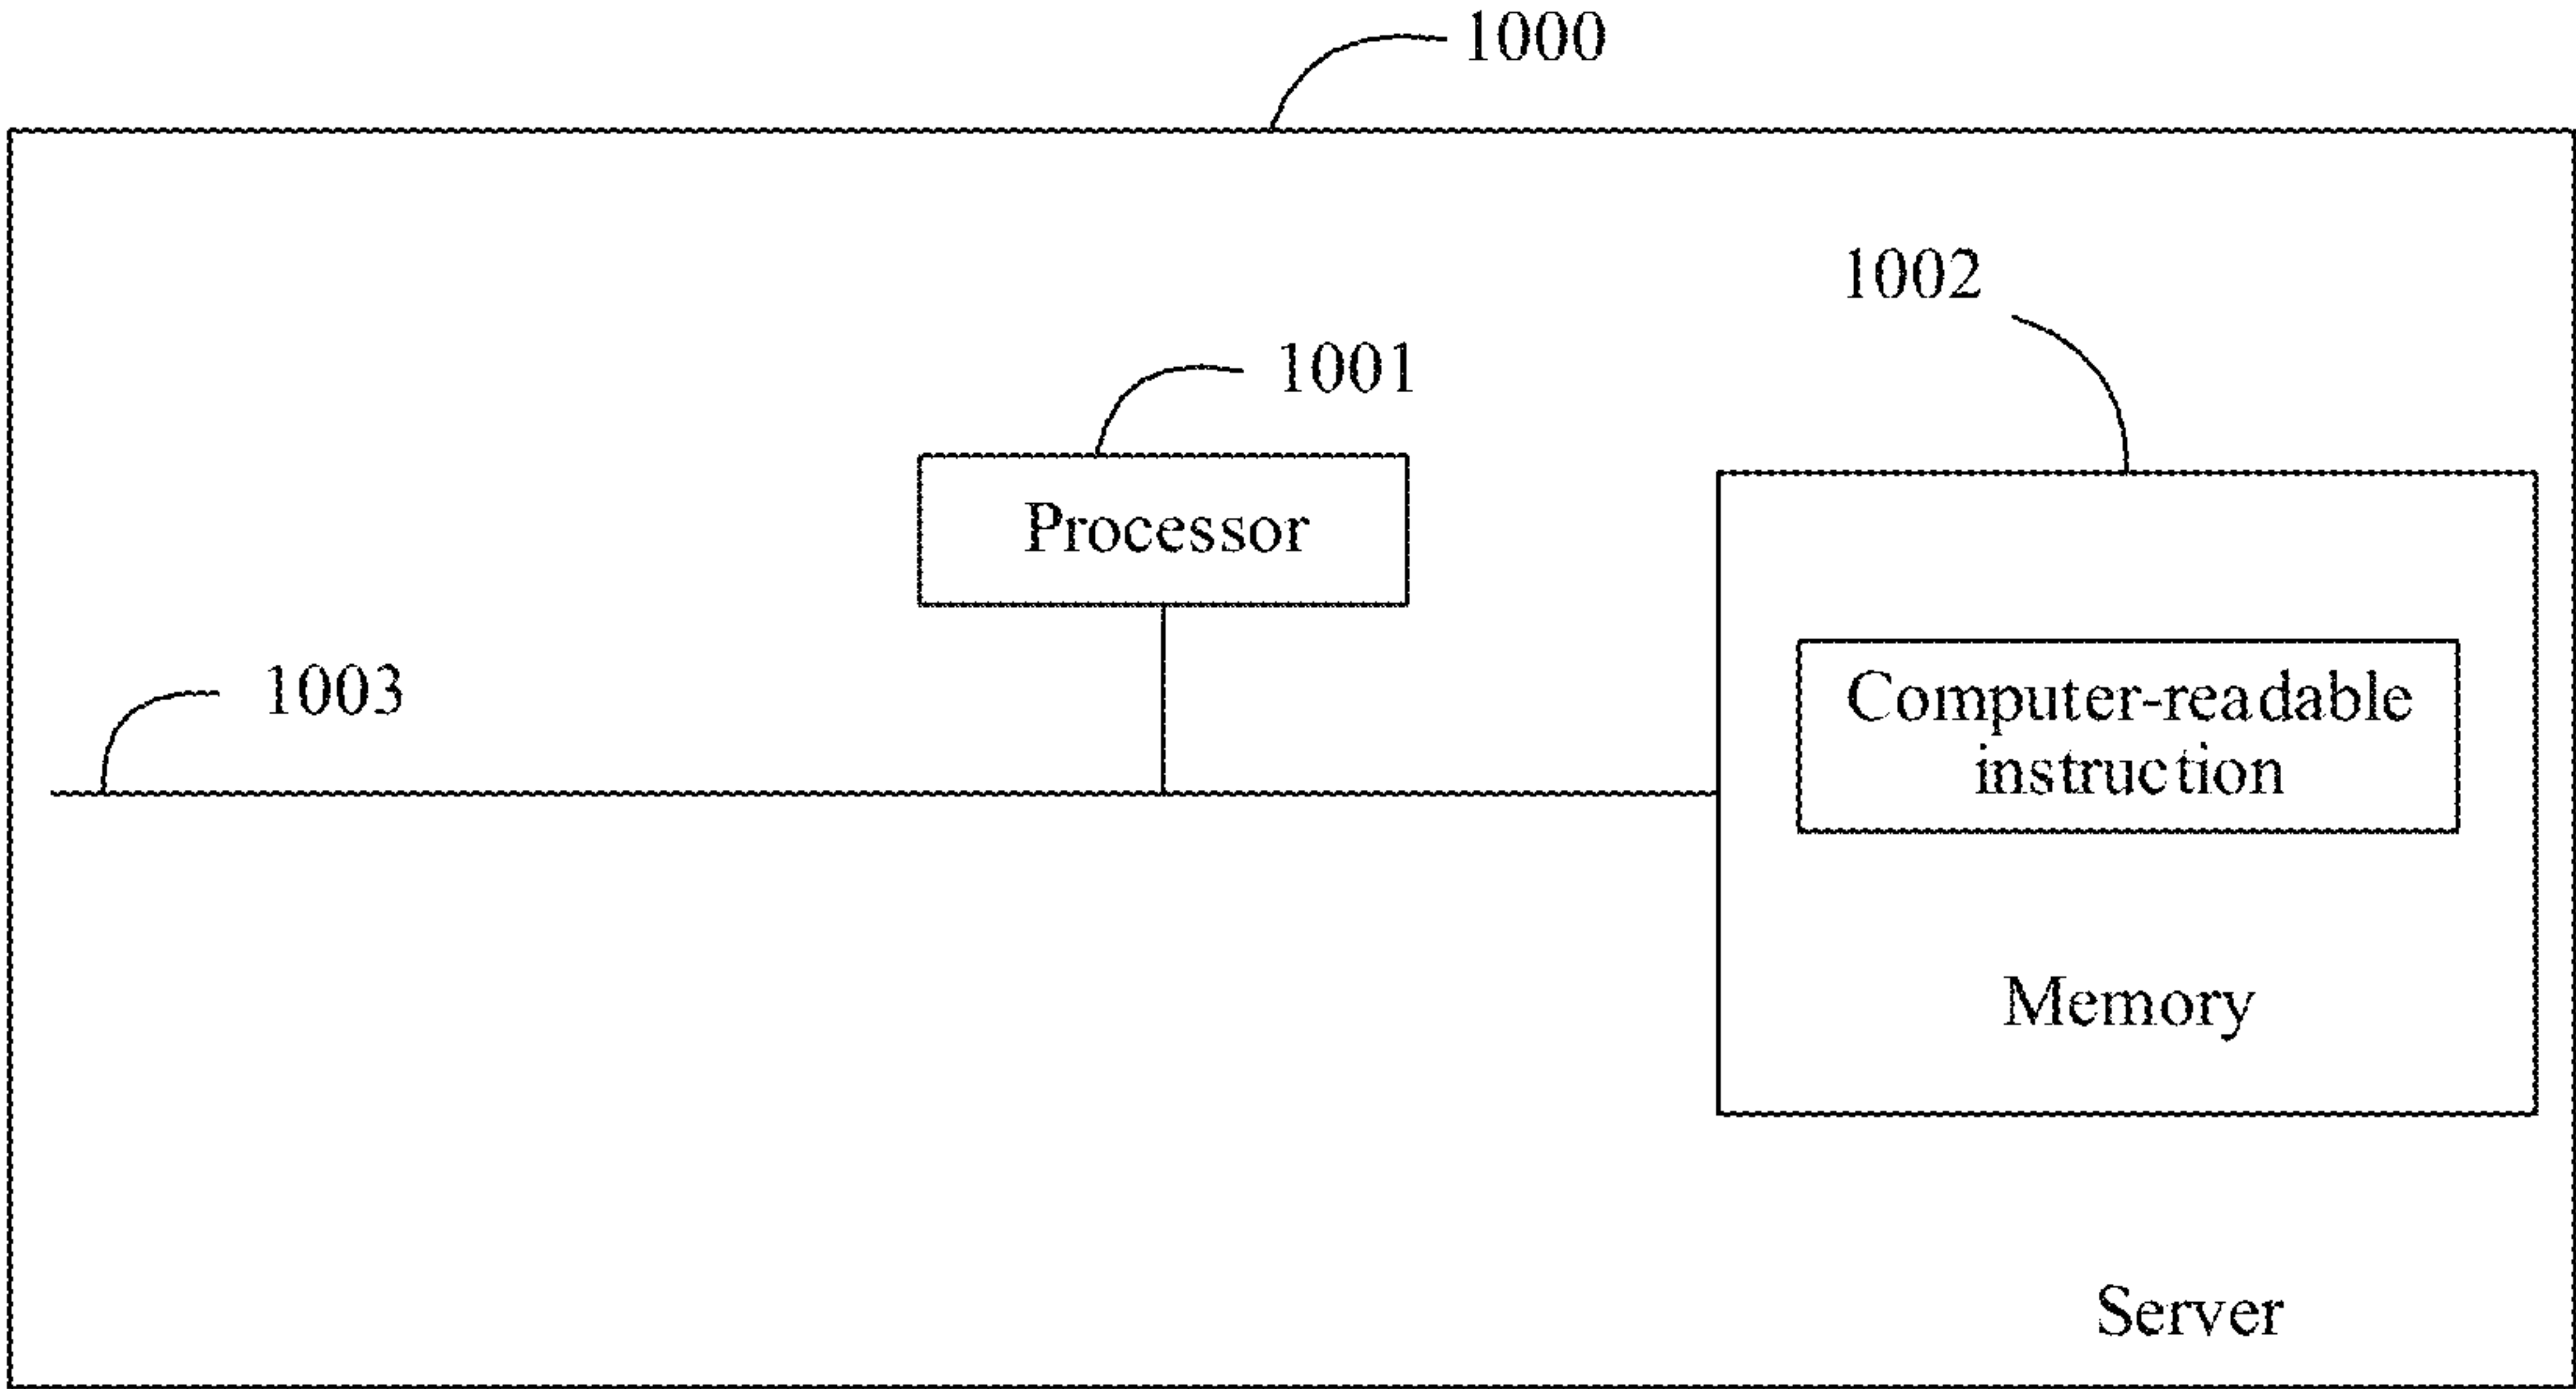 1000
1002
1001
Processor
1003
Computer-readable
instruction
Memory
Server